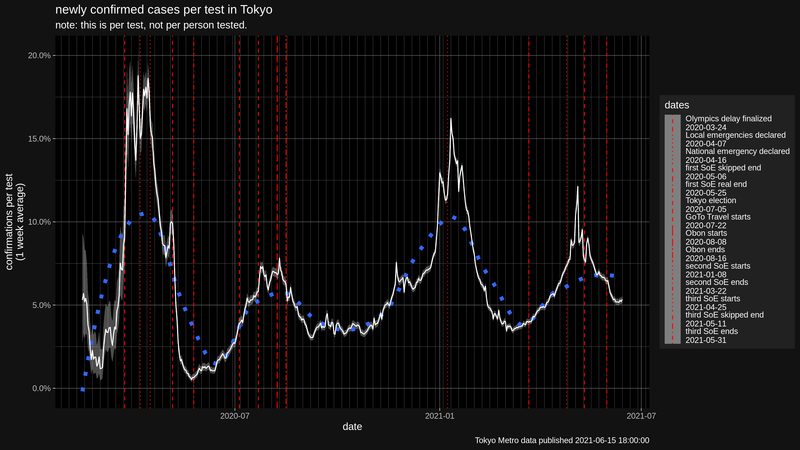 newly confirmed cases per test in Tokyo
note: this is per test, not per person tested.
20.0%
15.0%
10.0%
5.0%
0.0%
confirmations per test
(1 week average)
2020-07
2021-01
2021-07
date
dates
Olympics delay finalized
2020-03-24
Local emergencies declared
2020-04-07
National emergency declared
2020-04-16
first SoE skipped end
2020-05-06
first SoE real end
2020-05-25
Tokyo election
2020-07-05
GoTo Travel starts
2020-07-22
Obon starts
2020-08-08
Obon ends
2020-08-16
second SoE starts
2021-01-08
second SoE ends
2021-03-22
third SoE starts
2021-04-25
third SoE skipped end
2021-05-11
third SoE ends
2021-05-31
Tokyo Metro data published 2021-06-15 18:00:00